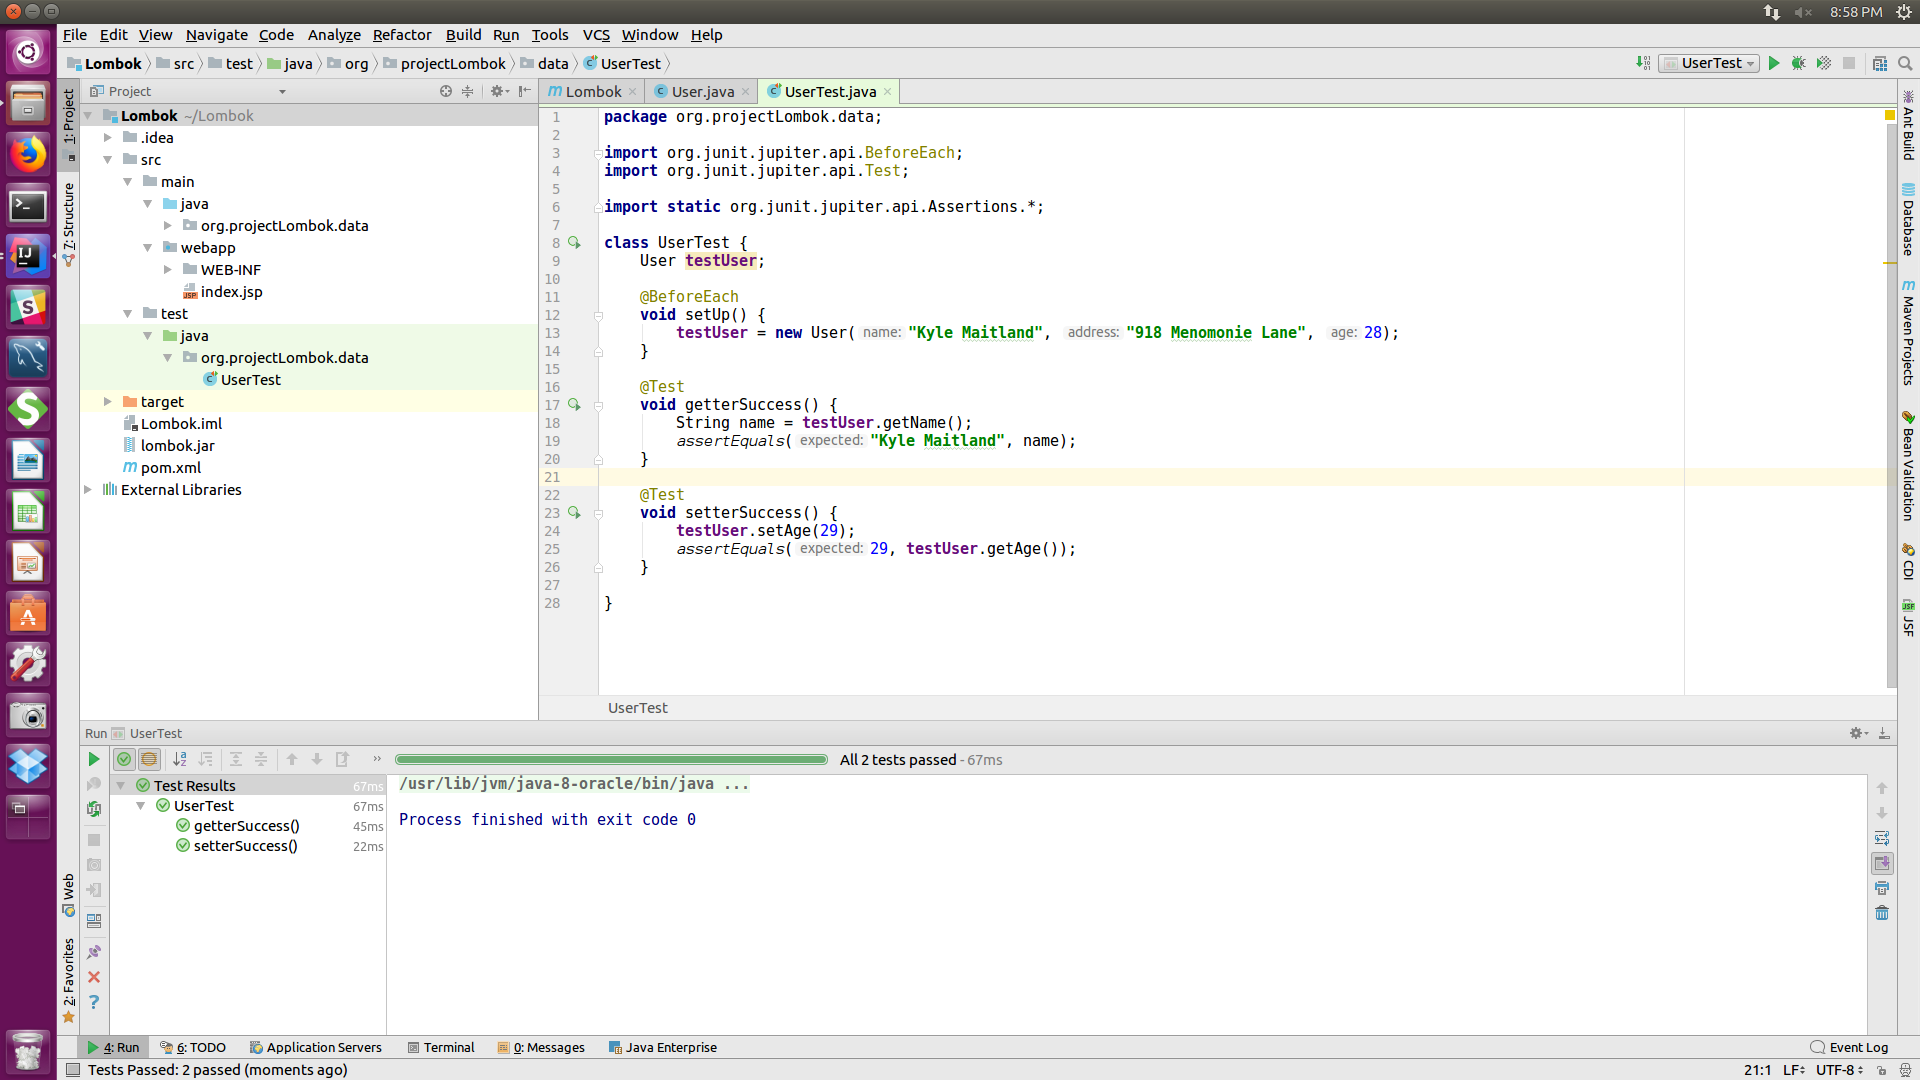 8:58 PM
File Edit View Navigate Code Analyze Refactor Build Run Tools VCS Window Help
Lombok src test java org projectLombok data UserTest
UserTest
Project
Lombok User.java UserTest.java
1: Project
7: Structure
Web
2: Favorites
Lombok ~/Lombok
.idea
src
main
java
org.projectLombok.data
webapp
WEB-INF
index.jsp
test
java
org.projectLombok.data
UserTest
target
Lombok.iml
lombok.jar
pom.xml
External Libraries
1 package org.projectLombok.data;
2
3 import org.junit.jupiter.api.BeforeEach;
4 import org.junit.jupiter.api.Test;
5
6 import static org.junit.jupiter.api.Assertions.*;
7
8 class UserTest {
9 User testUser;
10
11 @BeforeEach
12 void setUp() {
13 testUser = new User( name: "Kyle Maitland", address: "918 Menomonie Lane", age: 28);
14 }
15
16 @Test
17 void getterSuccess() {
18 String name = testUser.getName();
19 assertEquals( expected: "Kyle Maitland", name);
20 }
21
22 @Test
23 void setterSuccess() {
24 testUser.setAge(29);
25 assertEquals( expected: 29, testUser.getAge());
26 }
27
28 }
UserTest
Ant Build
Database
Maven Projects
Bean Validation
CDI
JSF
Run UserTest
All 2 tests passed - 67ms
Test Results 67ms
UserTest 67ms
getterSuccess() 45ms
setterSuccess() 22ms
/usr/lib/jvm/java-8-oracle/bin/java ...
Process finished with exit code 0
4: Run 6: TODO Application Servers Terminal 0: Messages Java Enterprise Event Log
Tests Passed: 2 passed (moments ago) 21:1 LF UTF-8